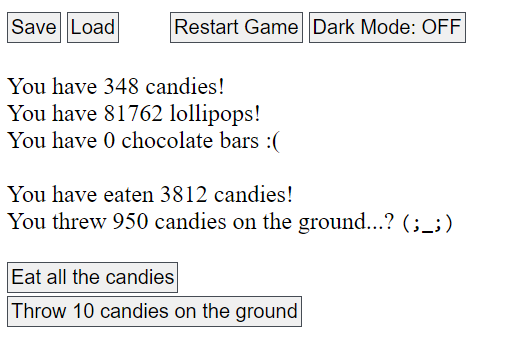 Save Load Restart Game Dark Mode: OFF
You have 348 candies!
You have 81762 lollipops!
You have 0 chocolate bars :(
You have eaten 3812 candies!
You threw 950 candies on the ground...? (;_;)
Eat all the candies
Throw 10 candies on the ground